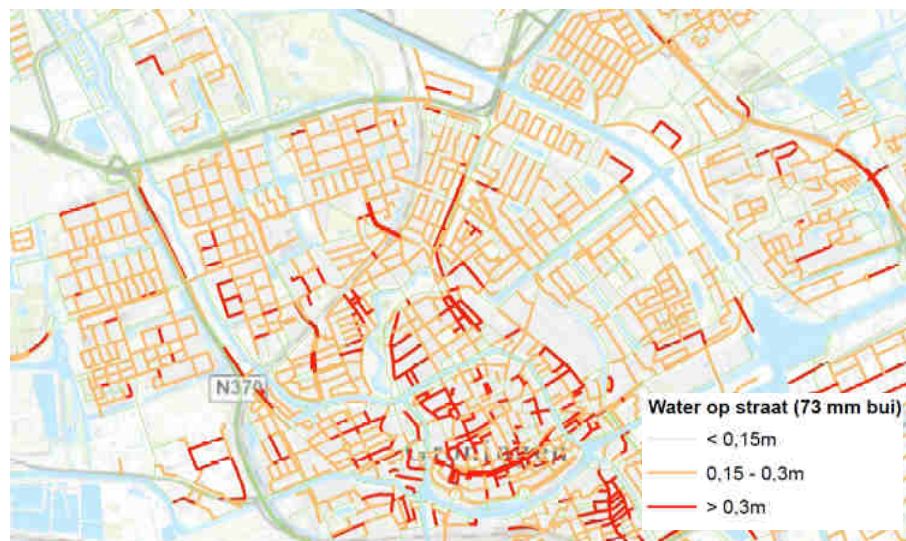 N370
Water op straat (73 mm bui)
< 0,15m
0,15 - 0,3m
> 0,3m